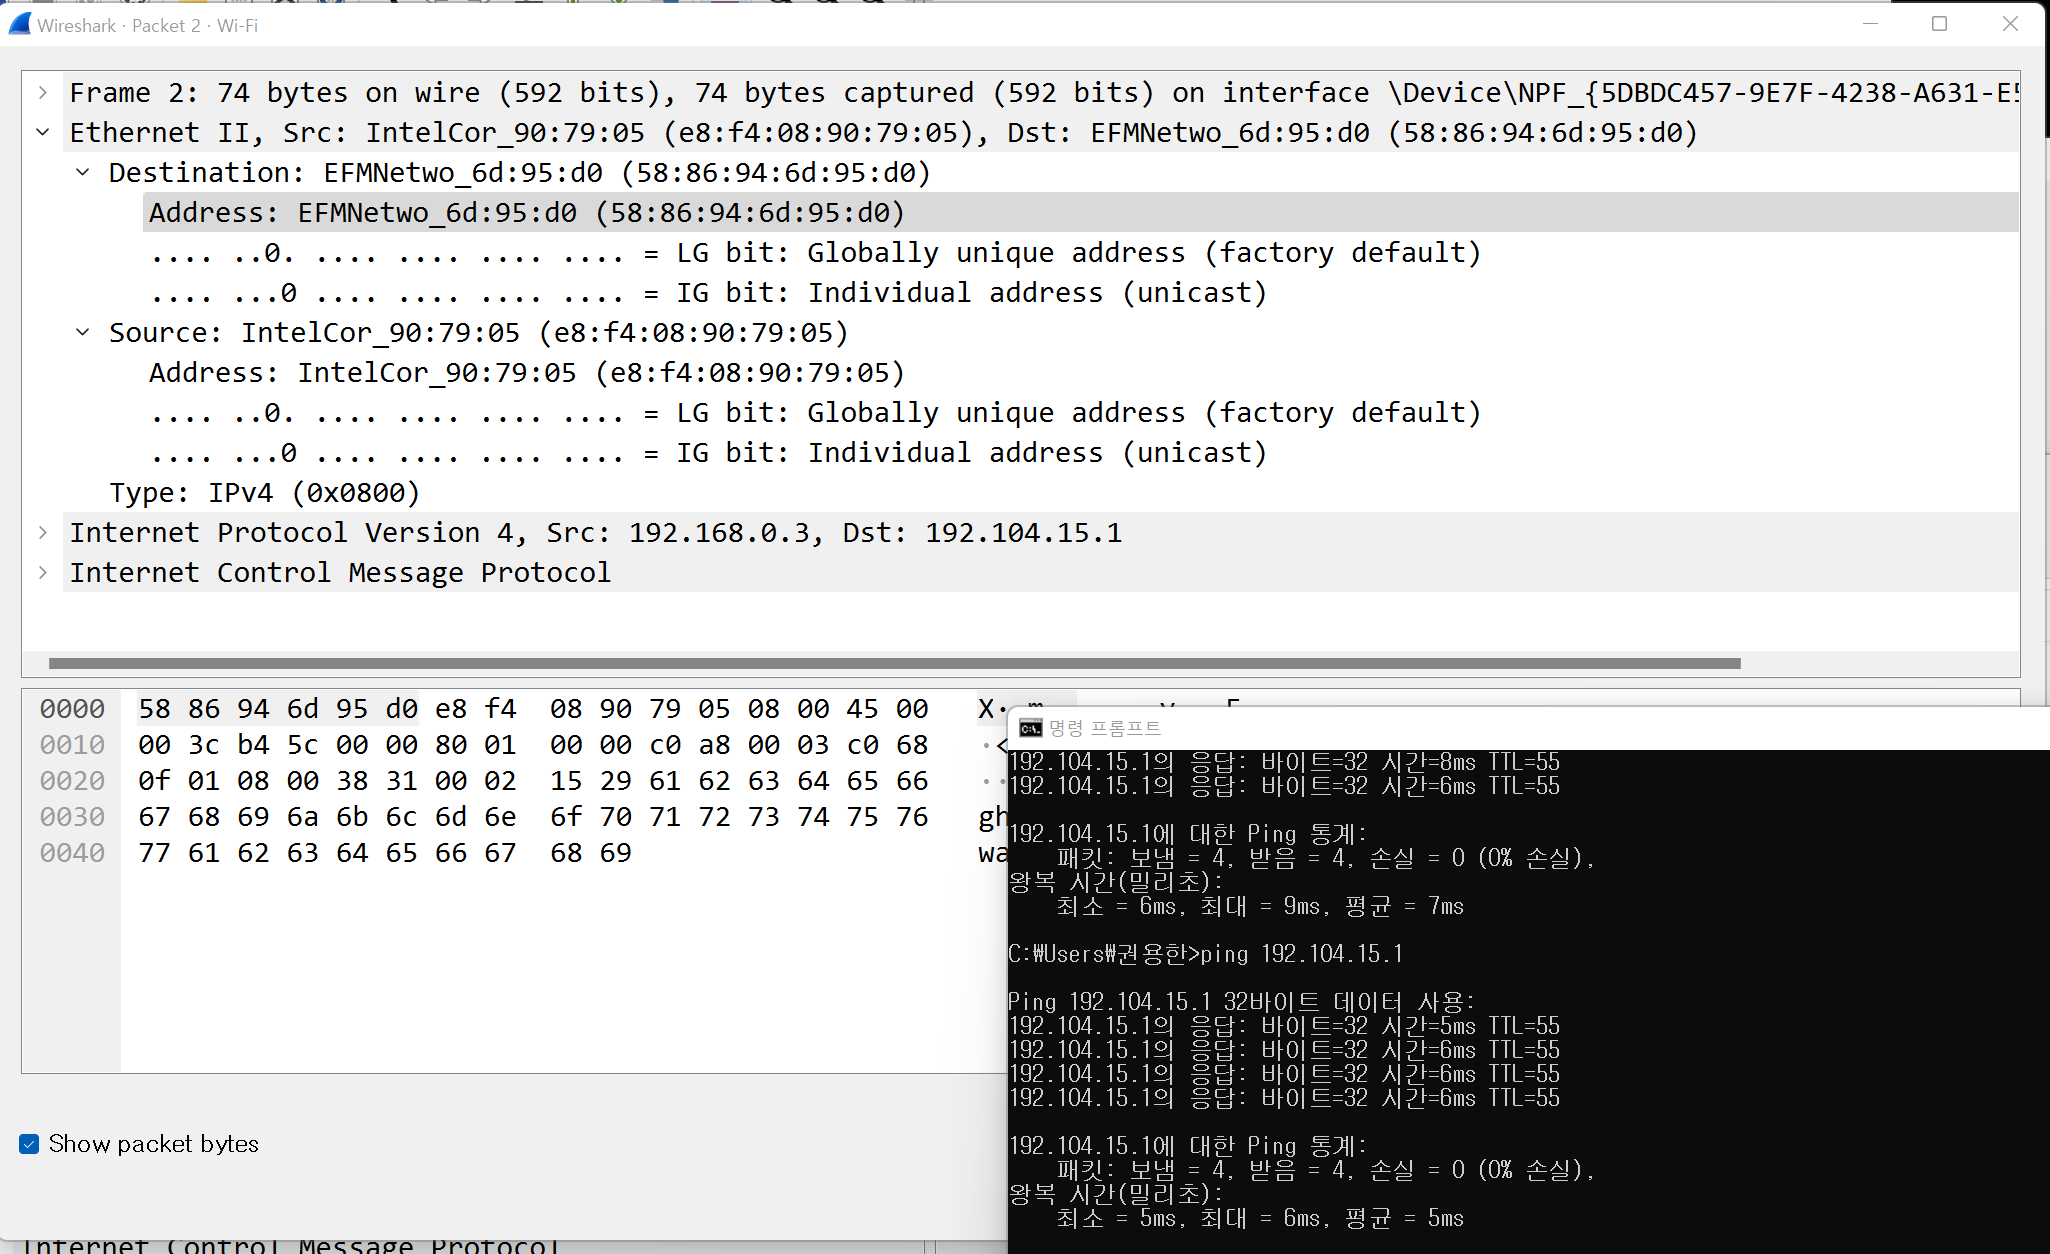 Wireshark · Packet 2 · Wi-Fi
Frame 2: 74 bytes on wire (592 bits), 74 bytes captured (592 bits) on interface \Device\NPF_{5DBDC457-9E7F-4238-A631-E5
Ethernet II, Src: IntelCor_90:79:05 (e8:f4:08:90:79:05), Dst: EFMNetwo_6d:95:d0 (58:86:94:6d:95:d0)
Destination: EFMNetwo_6d:95:d0 (58:86:94:6d:95:d0)
Address: EFMNetwo_6d:95:d0 (58:86:94:6d:95:d0)
.... ..0. .... .... .... .... = LG bit: Globally unique address (factory default)
.... ...0 .... .... .... .... = IG bit: Individual address (unicast)
Source: IntelCor_90:79:05 (e8:f4:08:90:79:05)
Address: IntelCor_90:79:05 (e8:f4:08:90:79:05)
.... ..0. .... .... .... .... = LG bit: Globally unique address (factory default)
.... ...0 .... .... .... .... = IG bit: Individual address (unicast)
Type: IPv4 (0x0800)
Internet Protocol Version 4, Src: 192.168.0.3, Dst: 192.104.15.1
Internet Control Message Protocol
0000 58 86 94 6d 95 d0 e8 f4 08 90 79 05 08 00 45 00 X·
0010 00 3c b4 5c 00 00 80 01 00 00 c0 a8 00 03 c0 68 ·<
0020 0f 01 08 00 38 31 00 02 15 29 61 62 63 64 65 66 ··
0030 67 68 69 6a 6b 6c 6d 6e 6f 70 71 72 73 74 75 76 gh
0040 77 61 62 63 64 65 66 67 68 69 wa
명령 프롬프트
192.104.15.1의 응답: 바이트=32 시간=8ms TTL=55
192.104.15.1의 응답: 바이트=32 시간=6ms TTL=55
192.104.15.1에 대한 Ping 통계:
패킷: 보냄 = 4, 받음 = 4, 손실 = 0 (0% 손실),
왕복 시간(밀리초):
최소 = 6ms, 최대 = 9ms, 평균 = 7ms
C:₩Users₩권용한>ping 192.104.15.1
Ping 192.104.15.1 32바이트 데이터 사용:
192.104.15.1의 응답: 바이트=32 시간=5ms TTL=55
192.104.15.1의 응답: 바이트=32 시간=6ms TTL=55
192.104.15.1의 응답: 바이트=32 시간=6ms TTL=55
192.104.15.1의 응답: 바이트=32 시간=6ms TTL=55
192.104.15.1에 대한 Ping 통계:
패킷: 보냄 = 4, 받음 = 4, 손실 = 0 (0% 손실),
왕복 시간(밀리초):
최소 = 5ms, 최대 = 6ms, 평균 = 5ms
Show packet bytes
Internet Control Message Protocol